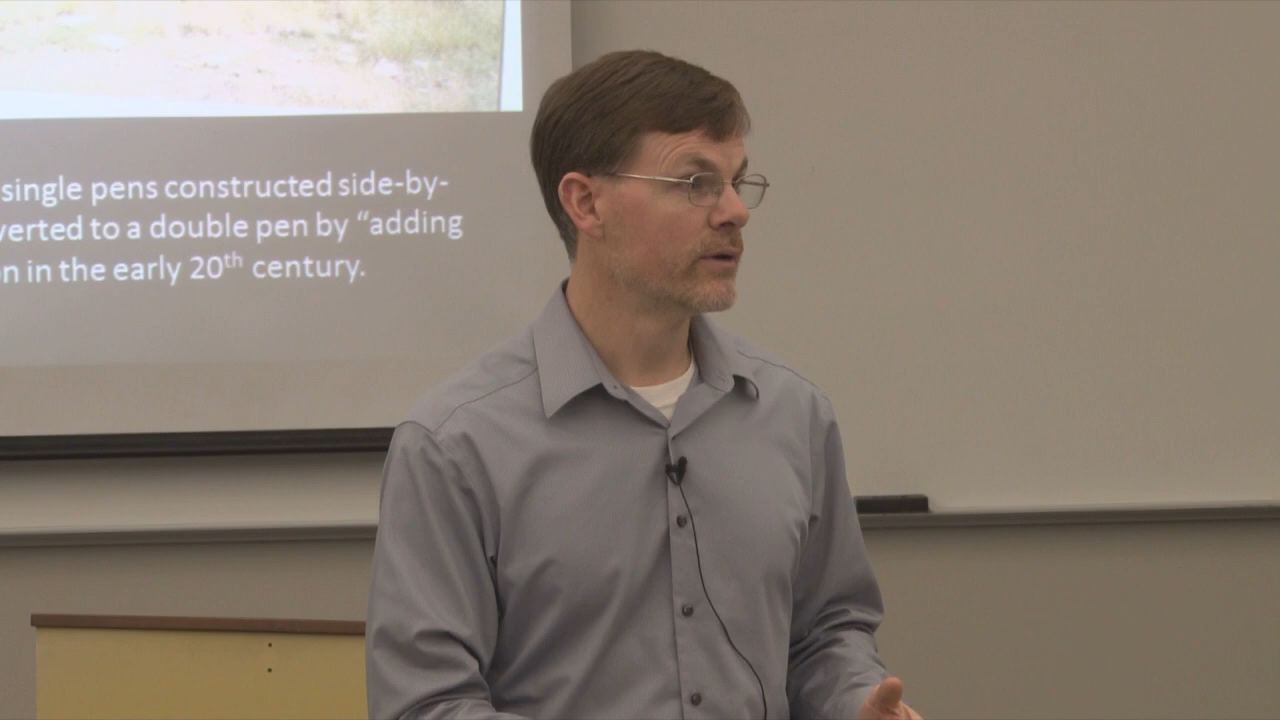 single pens constructed side-by-
verted to a double pen by “adding
n in the early 20th century.